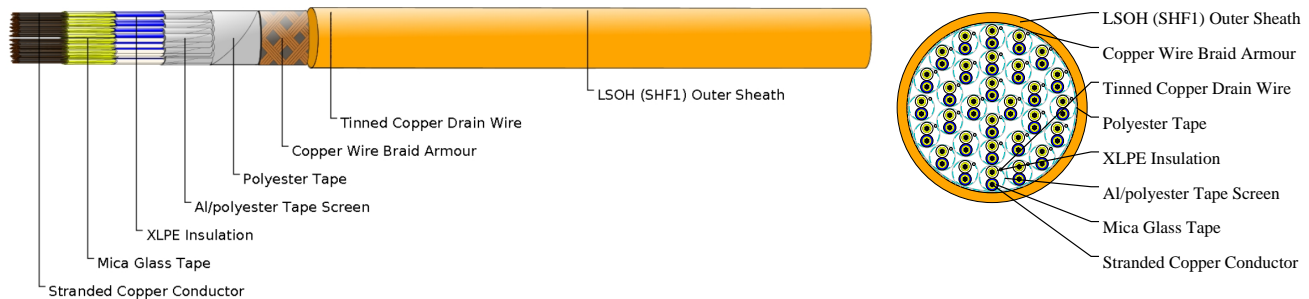 LSOH (SHF1) Outer Sheath
Tinned Copper Drain Wire
Copper Wire Braid Armour
Polyester Tape
Al/polyester Tape Screen
XLPE Insulation
Mica Glass Tape
Stranded Copper Conductor
LSOH (SHF1) Outer Sheath
Copper Wire Braid Armour
Tinned Copper Drain Wire
Polyester Tape
XLPE Insulation
Al/polyester Tape Screen
Mica Glass Tape
Stranded Copper Conductor